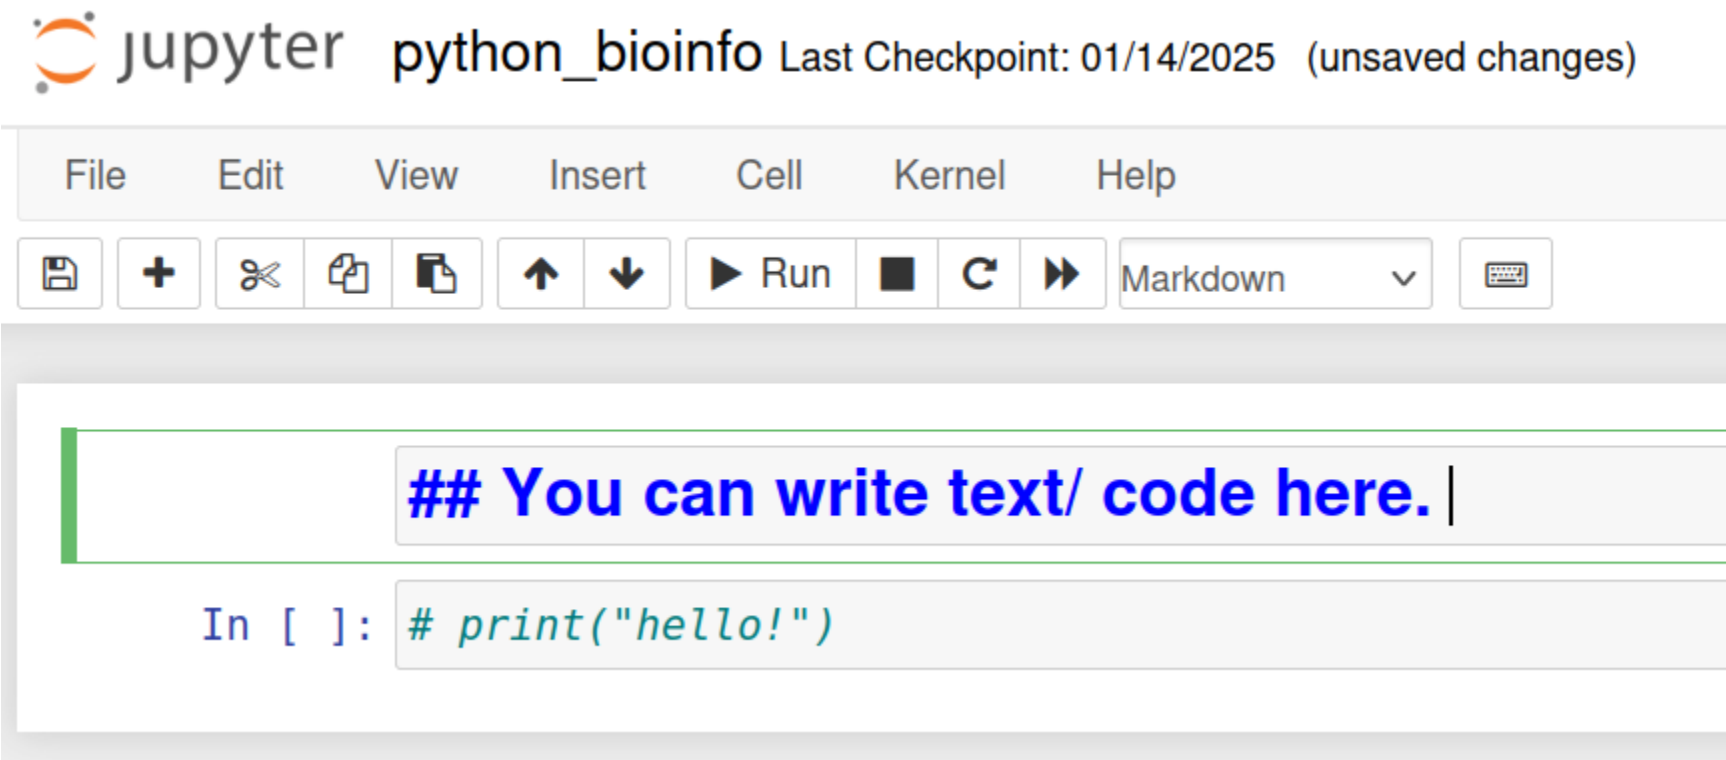 jupyter python_bioinfo Last Checkpoint: 01/14/2025 (unsaved changes)
File Edit View Insert Cell Kernel Help
Run Markdown
## You can write text/ code here.
In [ ]: # print("hello!")